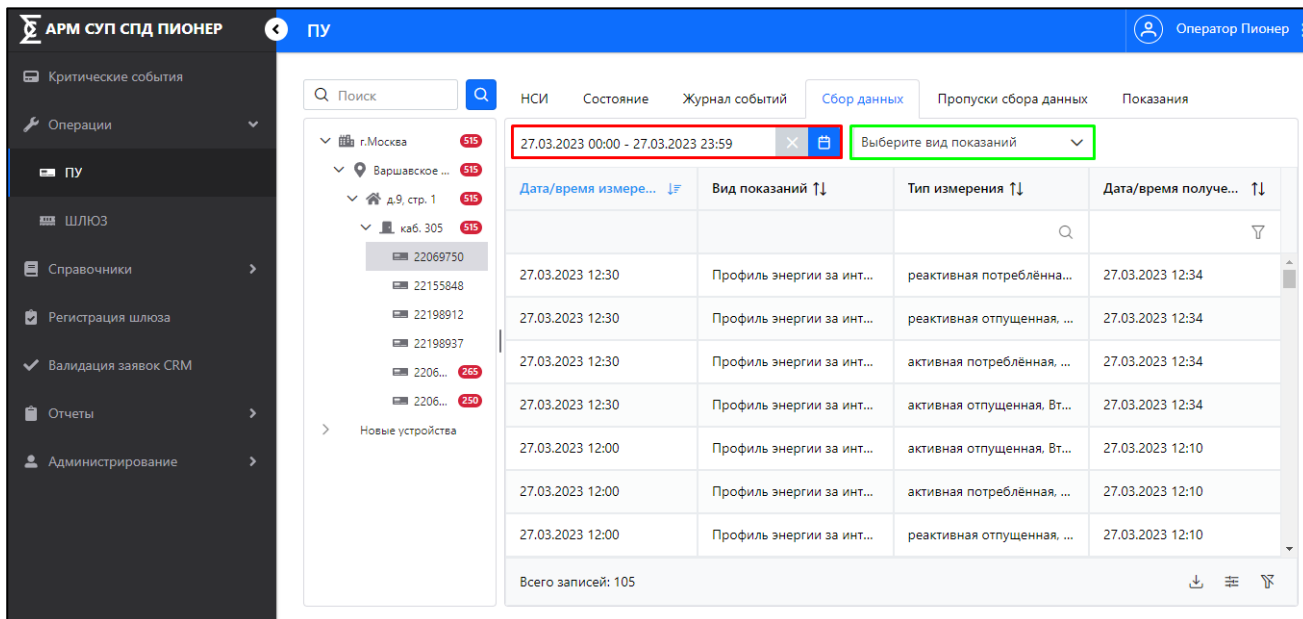 АРМ СУП СПД ПИОНЕР
ПУ
Оператор Пионер
Критические события
Операции
ПУ
ШЛЮЗ
Справочники
Регистрация шлюза
Валидация заявок CRM
Отчеты
Администрирование
Поиск
г.Москва 515
Варшавское ... 515
д.9, стр. 1 515
каб. 305 515
22069750
22155848
22198912
22198937
2206... 265
2206... 250
Новые устройства
НСИ Состояние Журнал событий Сбор данных Пропуски сбора данных Показания
27.03.2023 00:00 - 27.03.2023 23:59 Выберите вид показаний
Дата/время измере... Вид показаний Тип измерения Дата/время получе...
27.03.2023 12:30 Профиль энергии за инт... реактивная потреблённа... 27.03.2023 12:34
27.03.2023 12:30 Профиль энергии за инт... реактивная отпущенная, ... 27.03.2023 12:34
27.03.2023 12:30 Профиль энергии за инт... активная потреблённая, ... 27.03.2023 12:34
27.03.2023 12:30 Профиль энергии за инт... активная отпущенная, Вт... 27.03.2023 12:34
27.03.2023 12:00 Профиль энергии за инт... активная отпущенная, Вт... 27.03.2023 12:10
27.03.2023 12:00 Профиль энергии за инт... активная потреблённая, ... 27.03.2023 12:10
27.03.2023 12:00 Профиль энергии за инт... реактивная отпущенная, ... 27.03.2023 12:10
Всего записей: 105